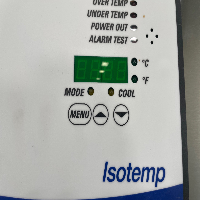 OVER TEMP
UNDER TEMP
POWER OUT
ALARM TEST
°C
°F
MODE COOL
MENU
Isotemp